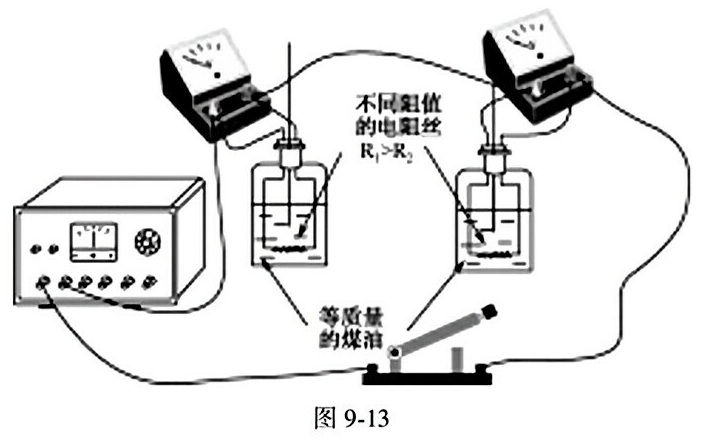 不同阻值
的电阻丝
R₁>R₂
等质量
的煤油
图 9-13